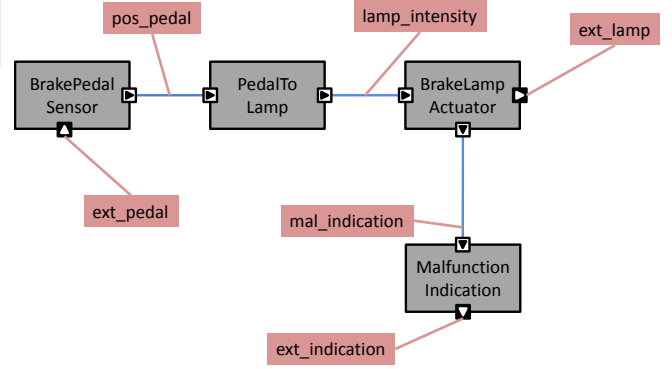 pos_pedal
lamp_intensity
ext_lamp
BrakePedal
Sensor
PedalTo
Lamp
BrakeLamp
Actuator
ext_pedal
mal_indication
Malfunction
Indication
ext_indication